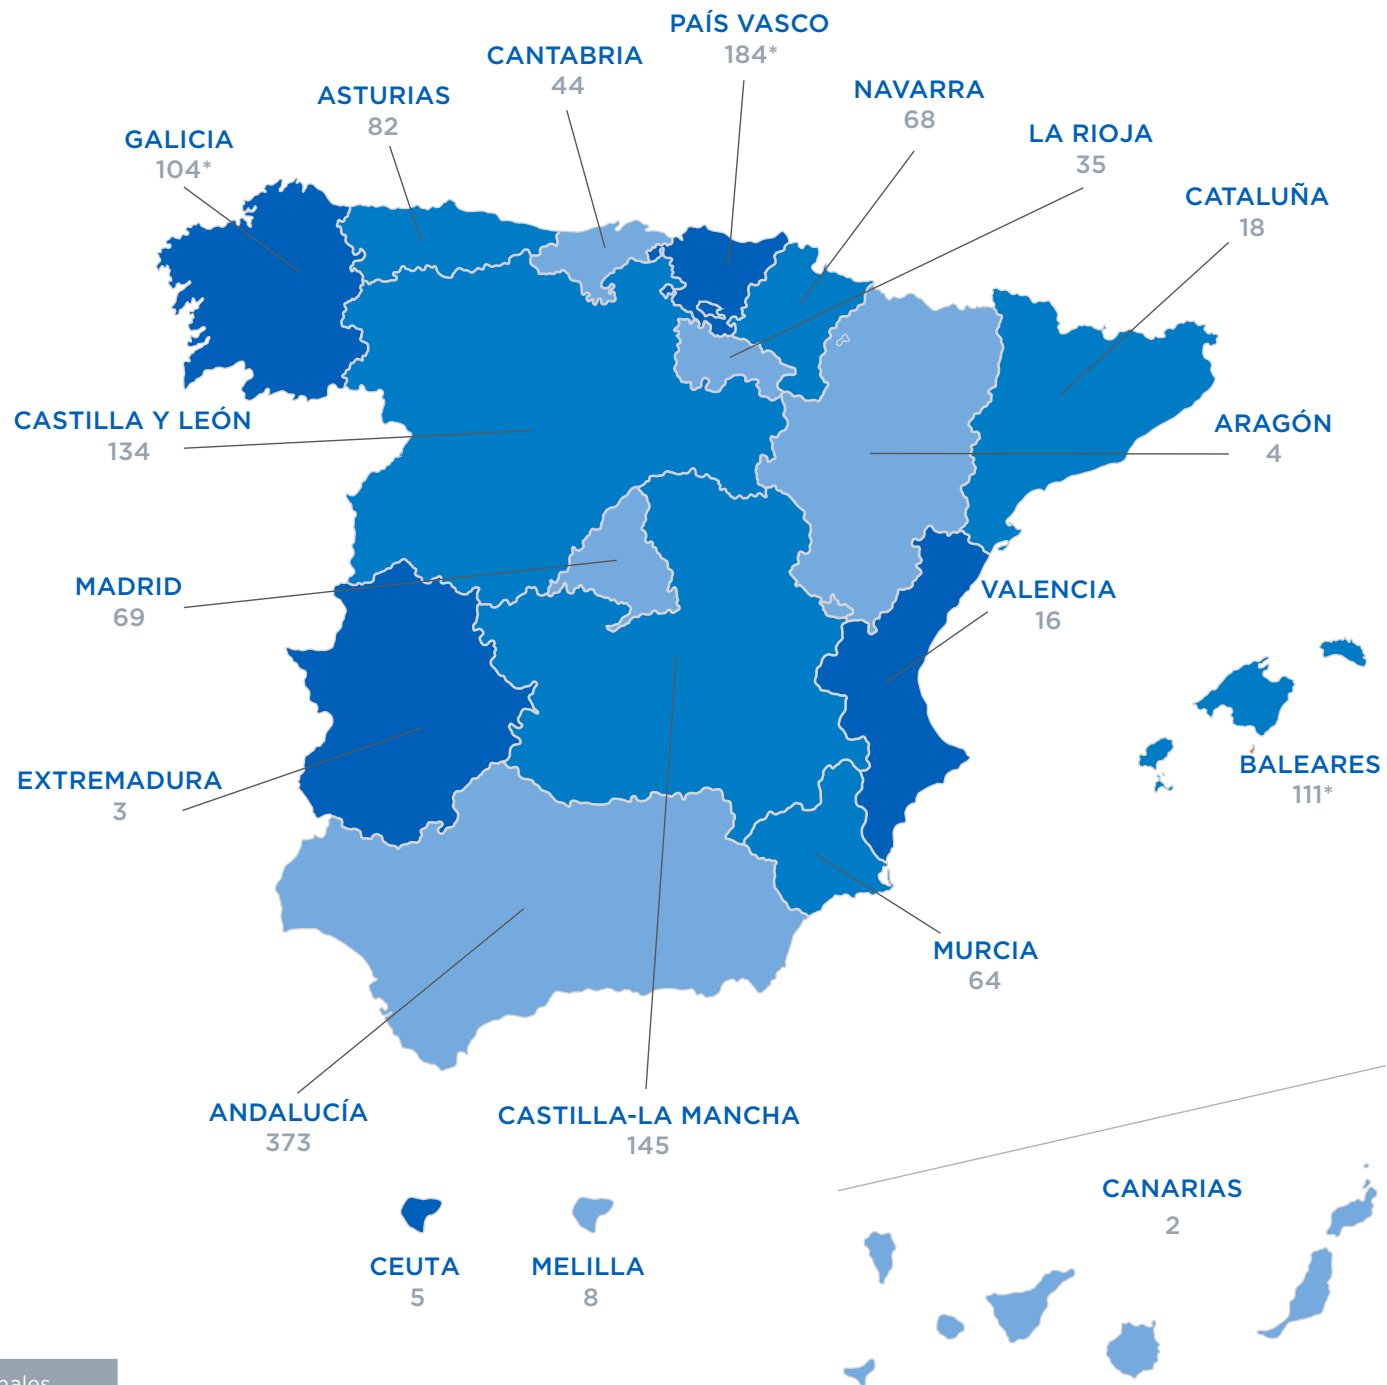 PAÍS VASCO
184*
CANTABRIA
44
ASTURIAS
82
NAVARRA
68
GALICIA
104*
LA RIOJA
35
CATALUÑA
18
CASTILLA Y LEÓN
134
ARAGÓN
4
MADRID
69
VALENCIA
16
EXTREMADURA
3
BALEARES
111*
MURCIA
64
ANDALUCÍA
373
CASTILLA-LA MANCHA
145
CANARIAS
2
CEUTA
5
MELILLA
8